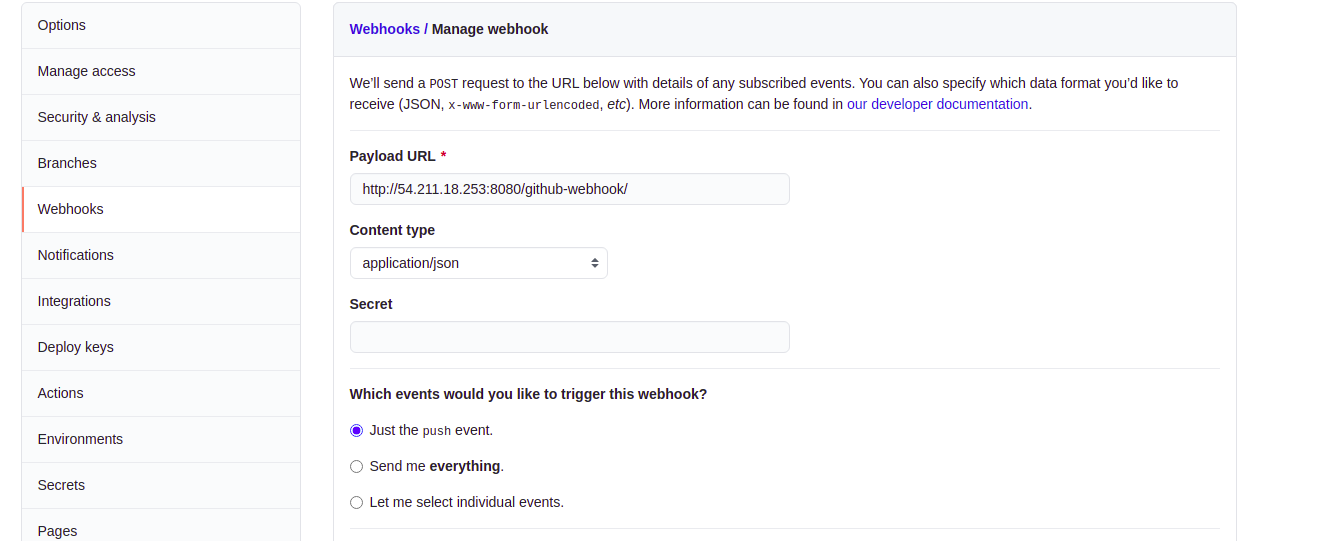 Options
Manage access
Security & analysis
Branches
Webhooks
Notifications
Integrations
Deploy keys
Actions
Environments
Secrets
Pages
Webhooks / Manage webhook
We’ll send a POST request to the URL below with details of any subscribed events. You can also specify which data format you’d like to
receive (JSON, x-www-form-urlencoded, etc). More information can be found in our developer documentation.
Payload URL *
http://54.211.18.253:8080/github-webhook/
Content type
application/json
Secret
Which events would you like to trigger this webhook?
Just the push event.
Send me everything.
Let me select individual events.